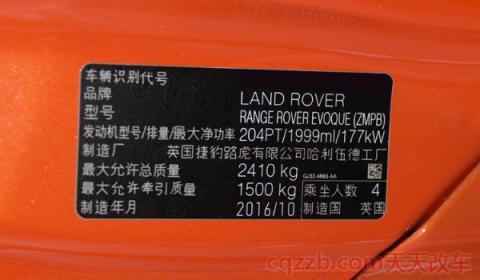 车辆识别代号
品牌 LAND ROVER
型号 RANGE ROVER EVOQUE (ZMPB)
发动机型号/排量/最大净功率 204PT/1999ml/177kW
制造厂 英国捷豹路虎有限公司哈利伍德工厂
最大允许总质量 2410 kg GJ32-4863-AA
最大允许牵引质量 1500 kg 乘坐人数 4
制造年月 2016/10 制造国 英国
cqzzb.com天天改车